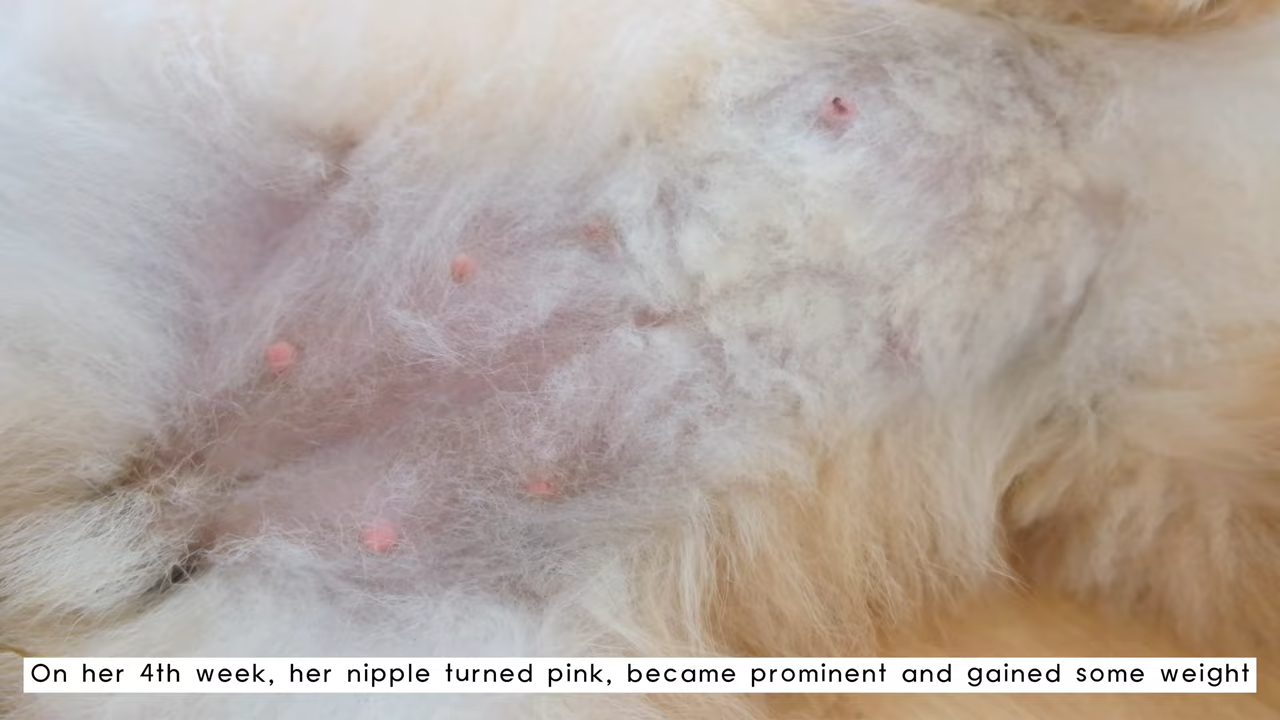 On her 4th week, her nipple turned pink, became prominent and gained some weight